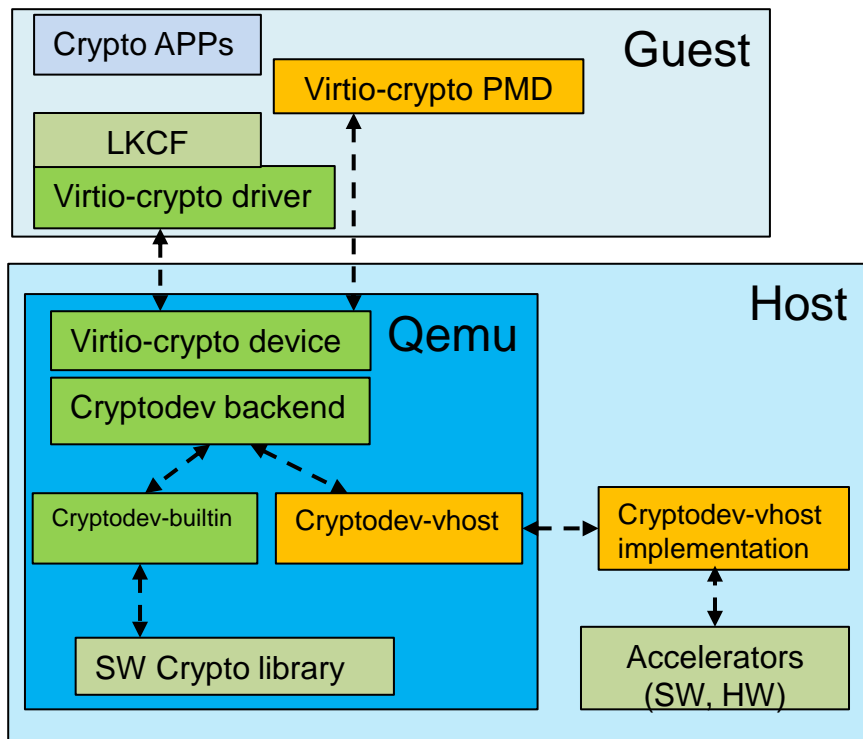 Guest
Crypto APPs
Virtio-crypto PMD
LKCF
Virtio-crypto driver
Host
Qemu
Virtio-crypto device
Cryptodev backend
Cryptodev-builtin
Cryptodev-vhost
Cryptodev-vhost
implementation
SW Crypto library
Accelerators
(SW, HW)